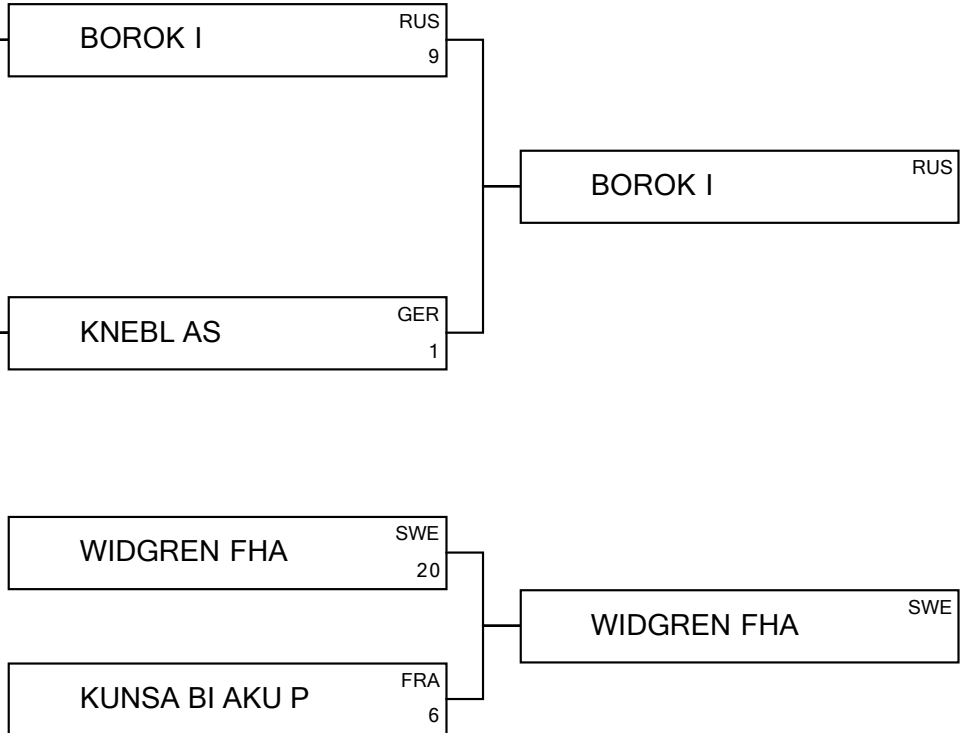 BOROK I RUS
9
BOROK I RUS
KNEBL AS GER
1
WIDGREN FHA SWE
20
WIDGREN FHA SWE
KUNSA BI AKU P FRA
6